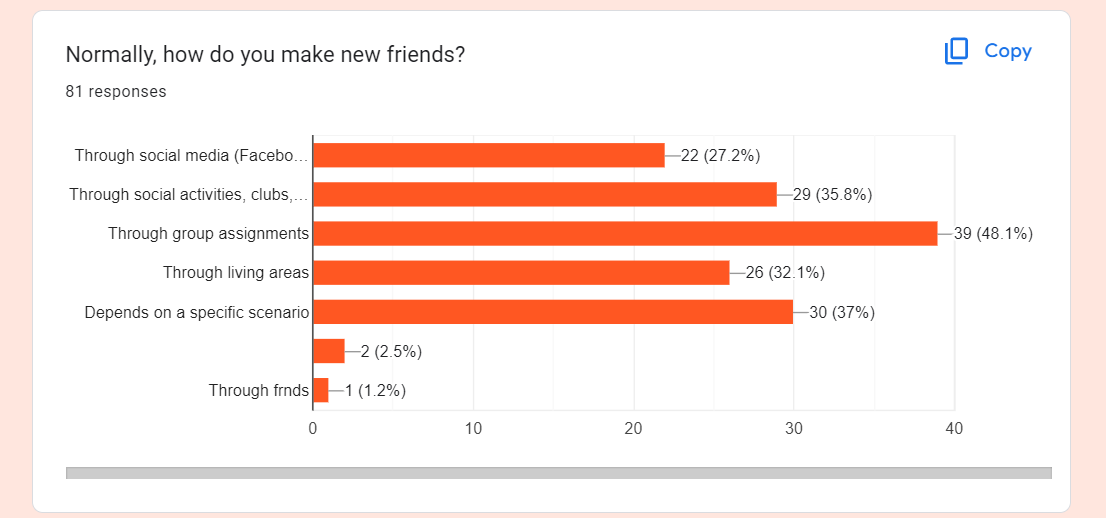 Normally, how do you make new friends?
Copy
81 responses
Through social media (Facebo...
22 (27.2%)
Through social activities, clubs,...
29 (35.8%)
Through group assignments
39 (48.1%)
Through living areas
26 (32.1%)
Depends on a specific scenario
30 (37%)
2 (2.5%)
Through frnds
1 (1.2%)
0 10 20 30 40